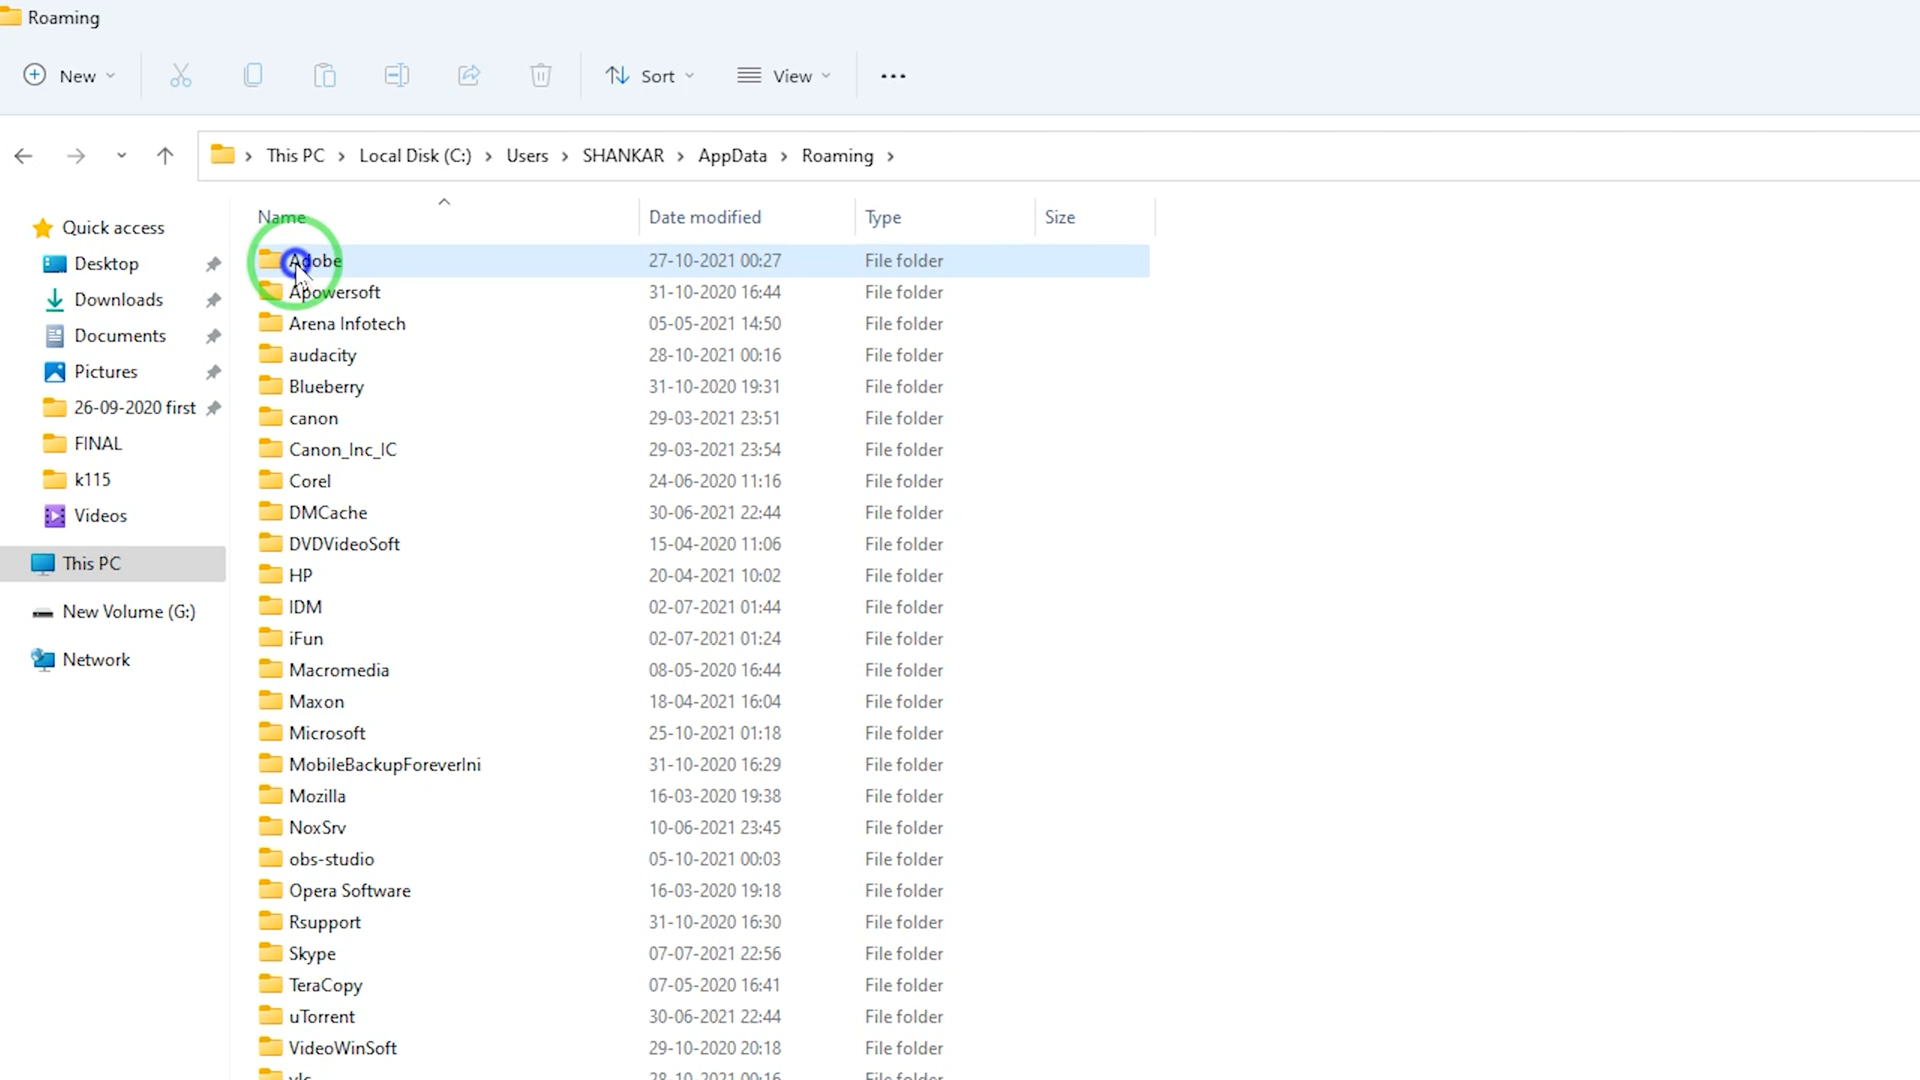 Roaming
New
Sort
View
This PC > Local Disk (C:) > Users > SHANKAR > AppData > Roaming >
Name Date modified Type Size
Quick access
Desktop
Downloads
Documents
Pictures
26-09-2020 first
FINAL
k115
Videos
This PC
New Volume (G:)
Network
Adobe 27-10-2021 00:27 File folder
Apowersoft 31-10-2020 16:44 File folder
Arena Infotech 05-05-2021 14:50 File folder
audacity 28-10-2021 00:16 File folder
Blueberry 31-10-2020 19:31 File folder
canon 29-03-2021 23:51 File folder
Canon_Inc_IC 29-03-2021 23:54 File folder
Corel 24-06-2020 11:16 File folder
DMCache 30-06-2021 22:44 File folder
DVDVideoSoft 15-04-2020 11:06 File folder
HP 20-04-2021 10:02 File folder
IDM 02-07-2021 01:44 File folder
iFun 02-07-2021 01:24 File folder
Macromedia 08-05-2020 16:44 File folder
Maxon 18-04-2021 16:04 File folder
Microsoft 25-10-2021 01:18 File folder
MobileBackupForeverIni 31-10-2020 16:29 File folder
Mozilla 16-03-2020 19:38 File folder
NoxSrv 10-06-2021 23:45 File folder
obs-studio 05-10-2021 00:03 File folder
Opera Software 16-03-2020 19:18 File folder
Rsupport 31-10-2020 16:30 File folder
Skype 07-07-2021 22:56 File folder
TeraCopy 07-05-2020 16:41 File folder
uTorrent 30-06-2021 22:44 File folder
VideoWinSoft 29-10-2020 20:18 File folder
vlc 28-10-2021 00:16 File folder